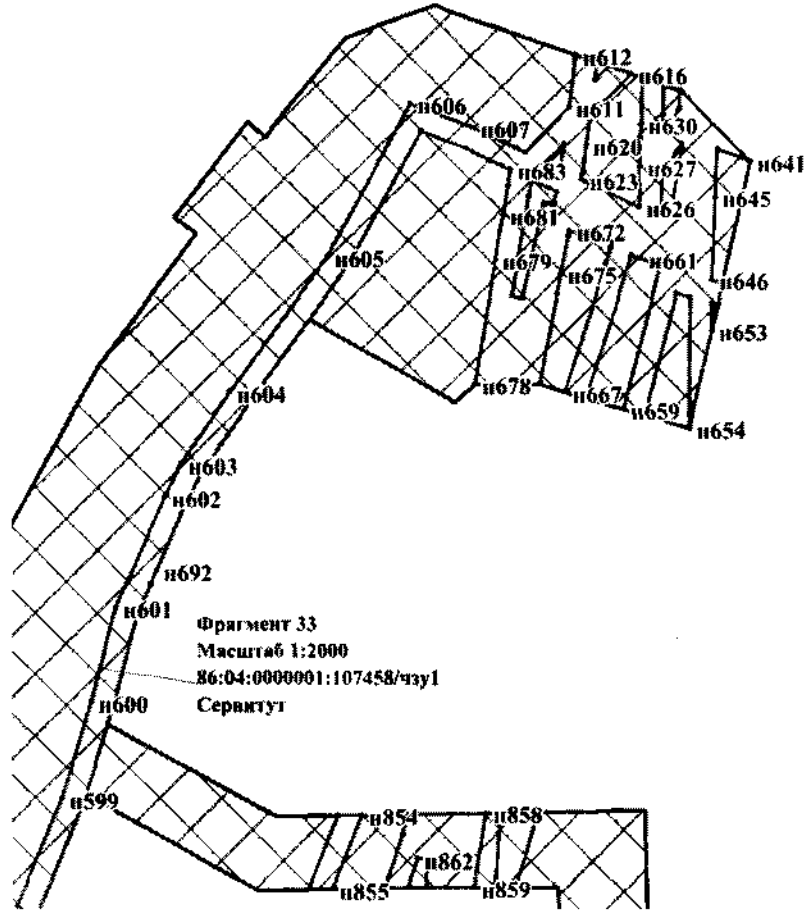 н612
н616
н606
н611
н607
н630
н620
н641
н683
н627
н623
н645
н681
н626
н672
н605
н679
н675
н661
н646
н653
н604
н678
н667
н659
н654
н603
н602
н692
н601
Фрагмент 33
Масштаб 1:2000
86:04:0000001:107458/чзу1
Сервитут
н600
н599
н854
н858
н862
н855
н859